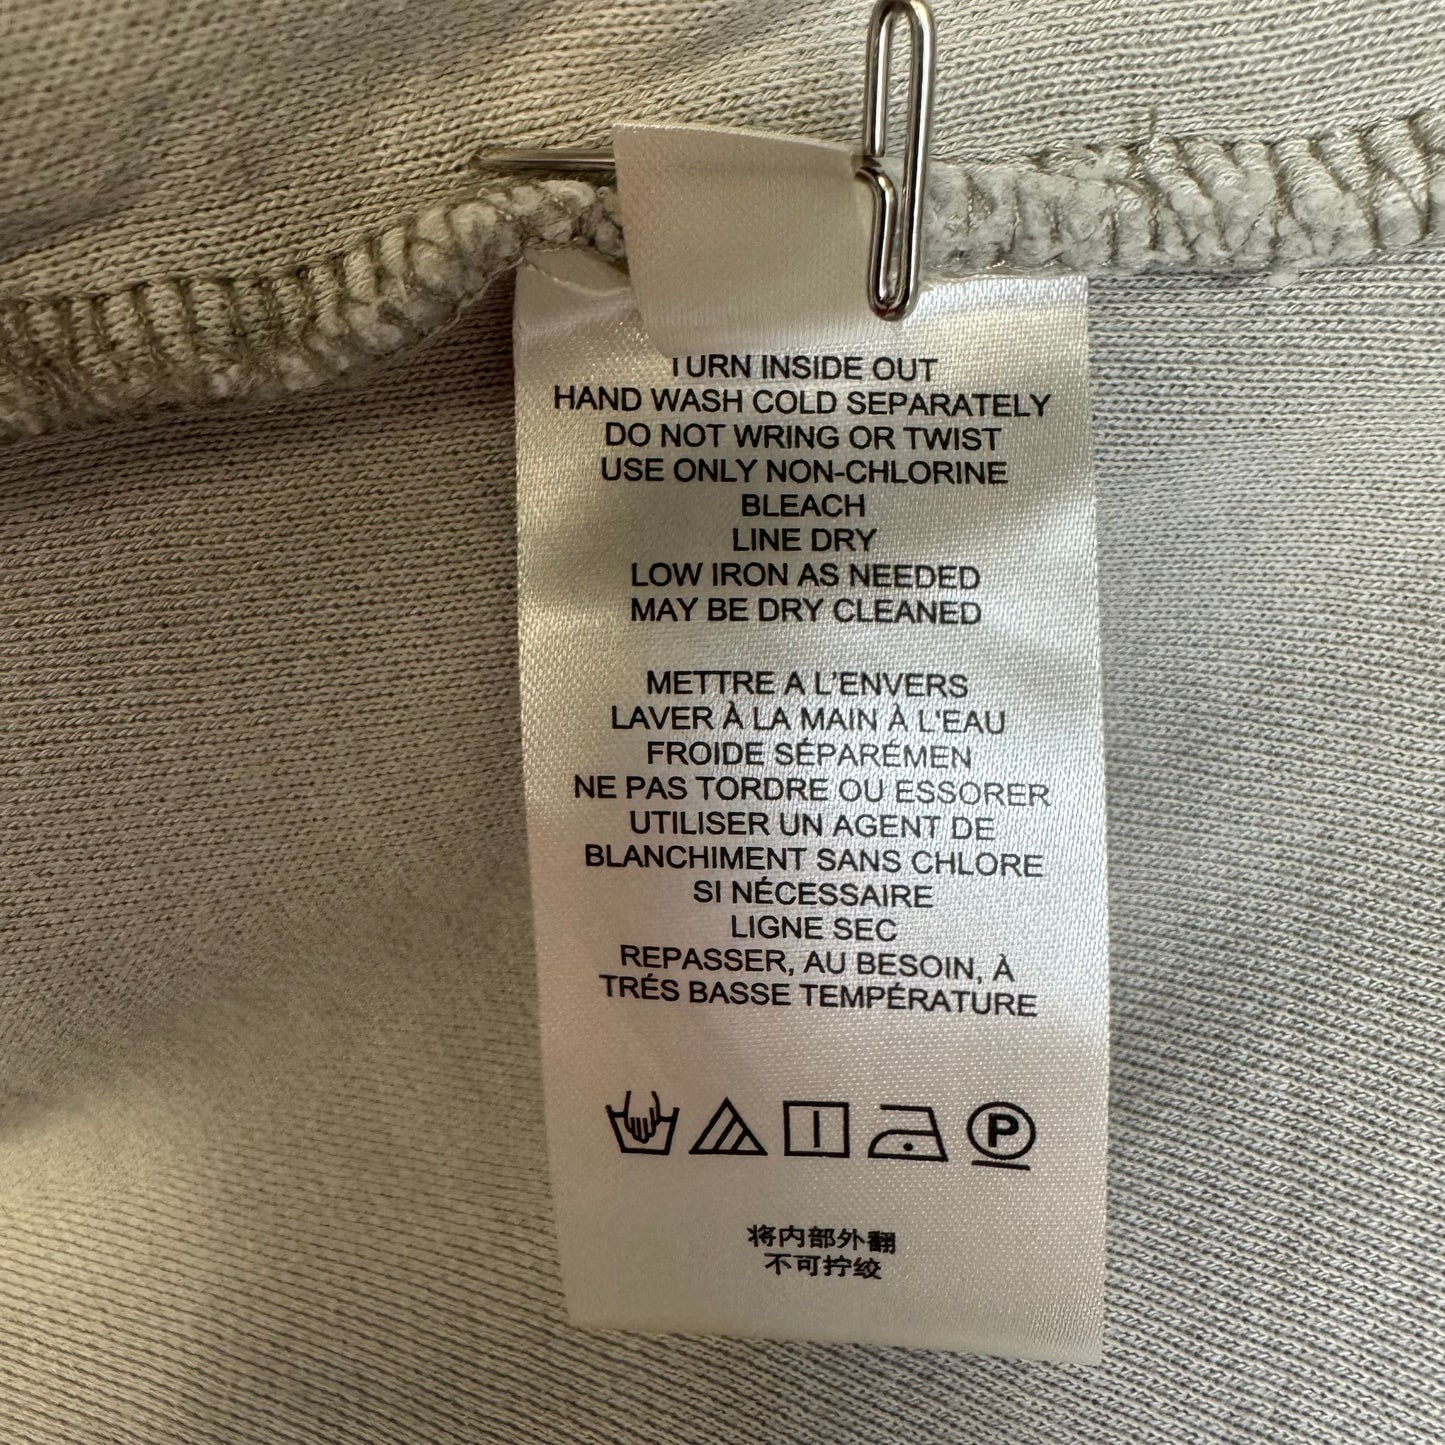 TURN INSIDE OUT
HAND WASH COLD SEPARATELY
DO NOT WRING OR TWIST
USE ONLY NON-CHLORINE
BLEACH
LINE DRY
LOW IRON AS NEEDED
MAY BE DRY CLEANED
METTRE A L'ENVERS
LAVER À LA MAIN À L'EAU
FROIDE SÉPARÉMEN
NE PAS TORDRE OU ESSORER
UTILISER UN AGENT DE
BLANCHIMENT SANS CHLORE
SI NÉCESSAIRE
LIGNE SEC
REPASSER, AU BESOIN, À
TRÉS BASSE TEMPÉRATURE
P
将内部外翻
不可拧绞